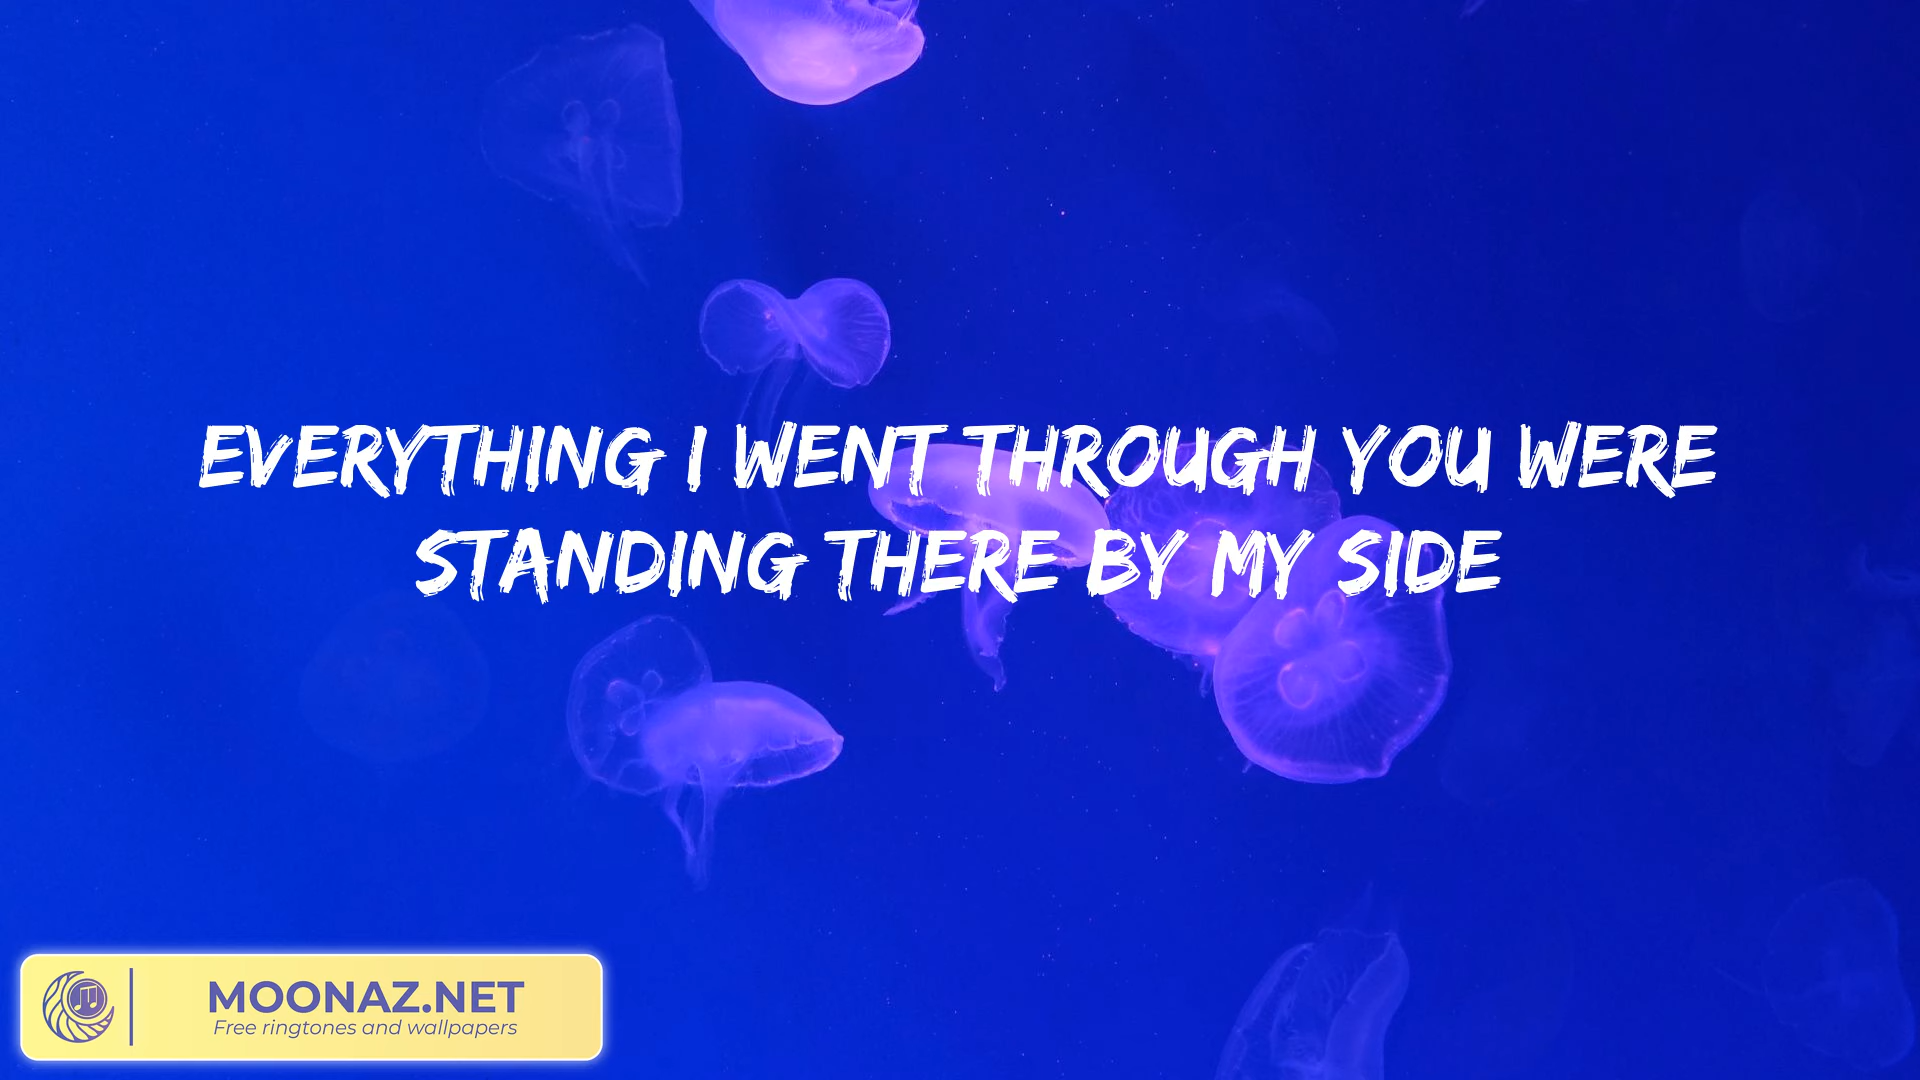 EVERYTHING I WENT THROUGH YOU WERE
STANDING THERE BY MY SIDE
MOONAZ.NET
Free ringtones and wallpapers